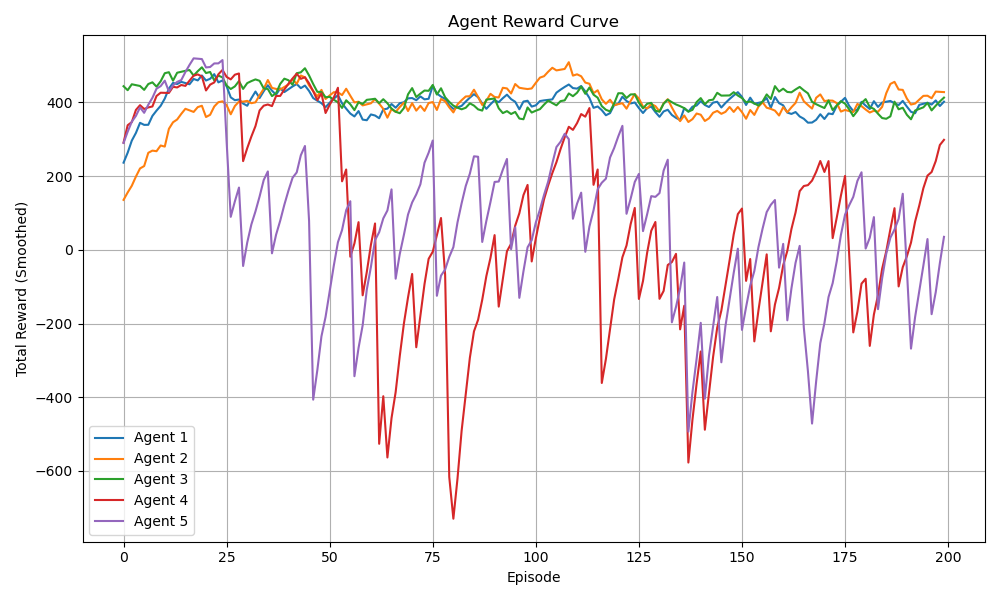 Agent Reward Curve
Total Reward (Smoothed)
400
200
0
−200
−400
−600
Agent 1
Agent 2
Agent 3
Agent 4
Agent 5
0 25 50 75 100 125 150 175 200
Episode